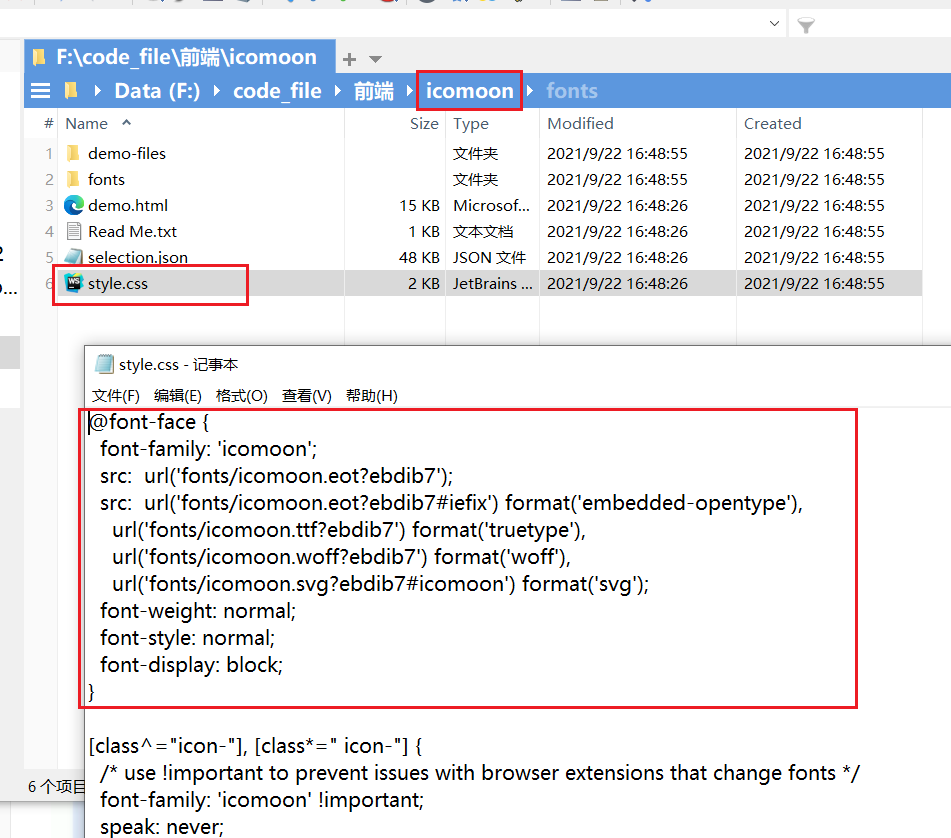 F:\code_file\前端\icomoon
Data (F:) code_file 前端 icomoon fonts
# Name Size Type Modified Created
1 demo-files 文件夹 2021/9/22 16:48:55 2021/9/22 16:48:55
2 fonts 文件夹 2021/9/22 16:48:55 2021/9/22 16:48:55
3 demo.html 15 KB Microsof... 2021/9/22 16:48:26 2021/9/22 16:48:55
4 Read Me.txt 1 KB 文本文档 2021/9/22 16:48:26 2021/9/22 16:48:55
5 selection.json 48 KB JSON 文件 2021/9/22 16:48:26 2021/9/22 16:48:55
6 style.css 2 KB JetBrains ... 2021/9/22 16:48:26 2021/9/22 16:48:55
style.css - 记事本
文件(F) 编辑(E) 格式(O) 查看(V) 帮助(H)
@font-face {
font-family: 'icomoon';
src:  url('fonts/icomoon.eot?ebdib7');
src:  url('fonts/icomoon.eot?ebdib7#iefix') format('embedded-opentype'),
url('fonts/icomoon.ttf?ebdib7') format('truetype'),
url('fonts/icomoon.woff?ebdib7') format('woff'),
url('fonts/icomoon.svg?ebdib7#icomoon') format('svg');
font-weight: normal;
font-style: normal;
font-display: block;
}
[class^="icon-"], [class*=" icon-"] {
/* use !important to prevent issues with browser extensions that change fonts */
6 个项目
font-family: 'icomoon' !important;
speak: never;